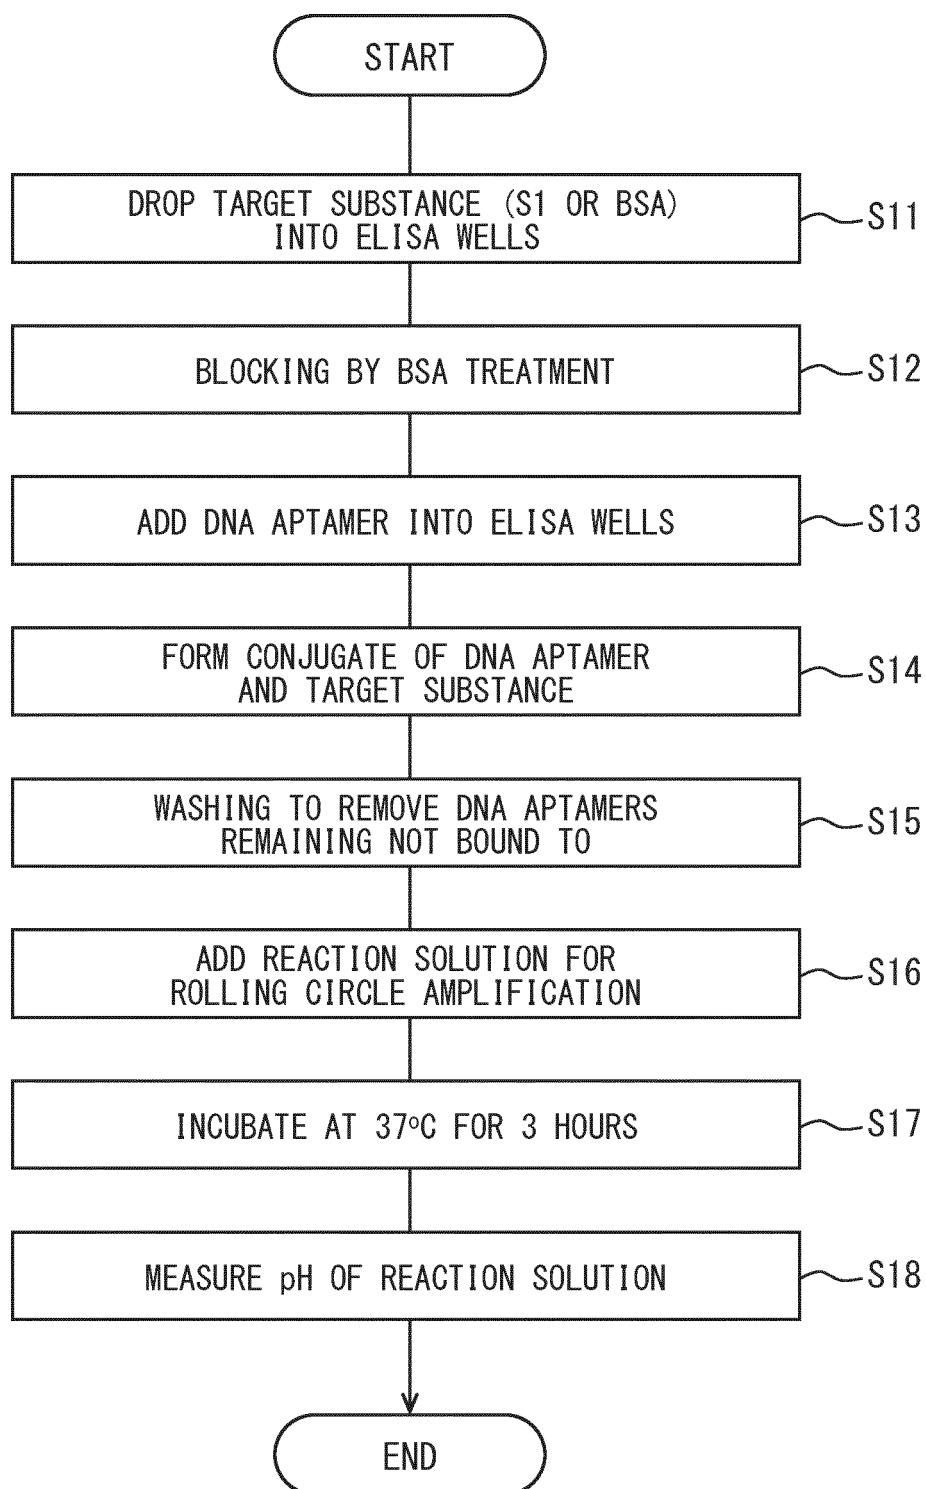 START
DROP TARGET SUBSTANCE (S1 OR BSA)
INTO ELISA WELLS
S11
BLOCKING BY BSA TREATMENT
S12
ADD DNA APTAMER INTO ELISA WELLS
S13
FORM CONJUGATE OF DNA APTAMER
AND TARGET SUBSTANCE
S14
WASHING TO REMOVE DNA APTAMERS
REMAINING NOT BOUND TO
S15
ADD REACTION SOLUTION FOR
ROLLING CIRCLE AMPLIFICATION
S16
INCUBATE AT 37°C FOR 3 HOURS
S17
MEASURE pH OF REACTION SOLUTION
S18
END